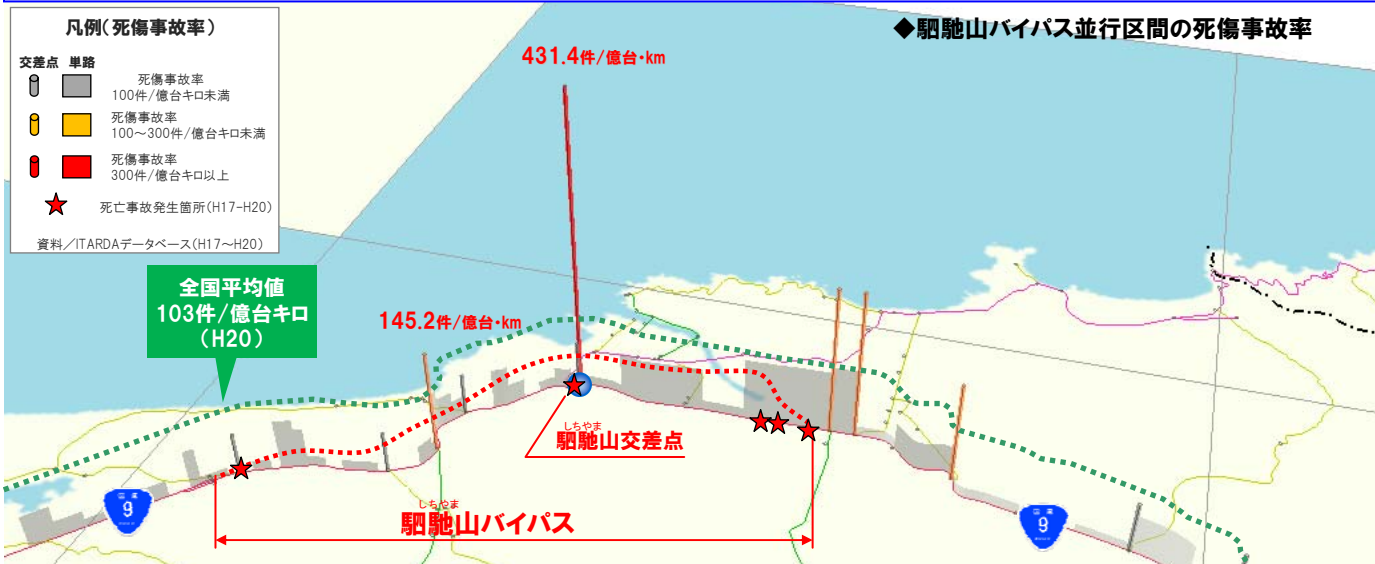 ◆駟馳山バイパス並行区間の死傷事故率
凡例(死傷事故率)
交差点 単路
死傷事故率
100件/億台キロ未満
死傷事故率
100～300件/億台キロ未満
死傷事故率
300件/億台キロ以上
死亡事故発生箇所(H17-H20)
資料／ITARDAデータベース(H17～H20)
431.4件/億台・km
全国平均値
103件/億台キロ
(H20)
145.2件/億台・km
しちやま
駟馳山交差点
しちやま
駟馳山バイパス
国道
9
国道
9